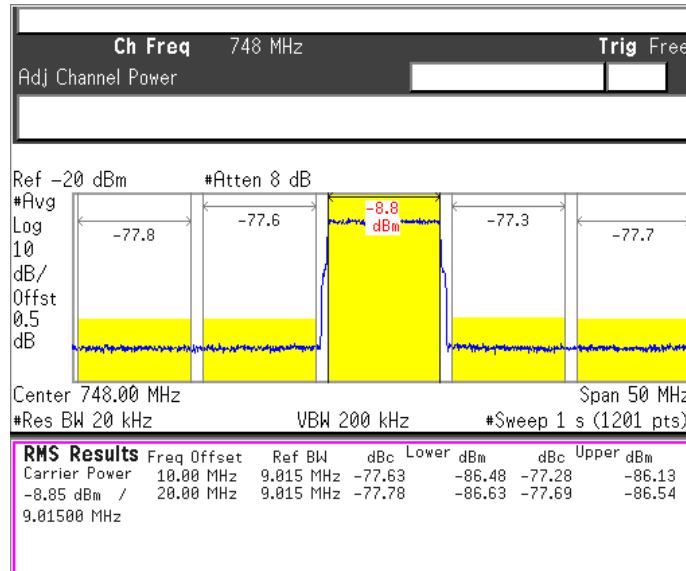 Ch Freq 748 MHz Trig Free
Adj Channel Power
Ref -20 dBm #Atten 8 dB
#Avg
Log
10
dB/
Offst
0.5
dB
-77.8 -77.6 -8.8 dBm -77.3 -77.7
Center 748.00 MHz Span 50 MHz
#Res BW 20 kHz VBW 200 kHz #Sweep 1 s (1201 pts)
RMS Results Freq Offset Ref BW dBc Lower dBm dBc Upper dBm
Carrier Power 10.00 MHz 9.015 MHz -77.63 -86.48 -77.28 -86.13
-8.85 dBm / 20.00 MHz 9.015 MHz -77.78 -86.63 -77.69 -86.54
9.01500 MHz